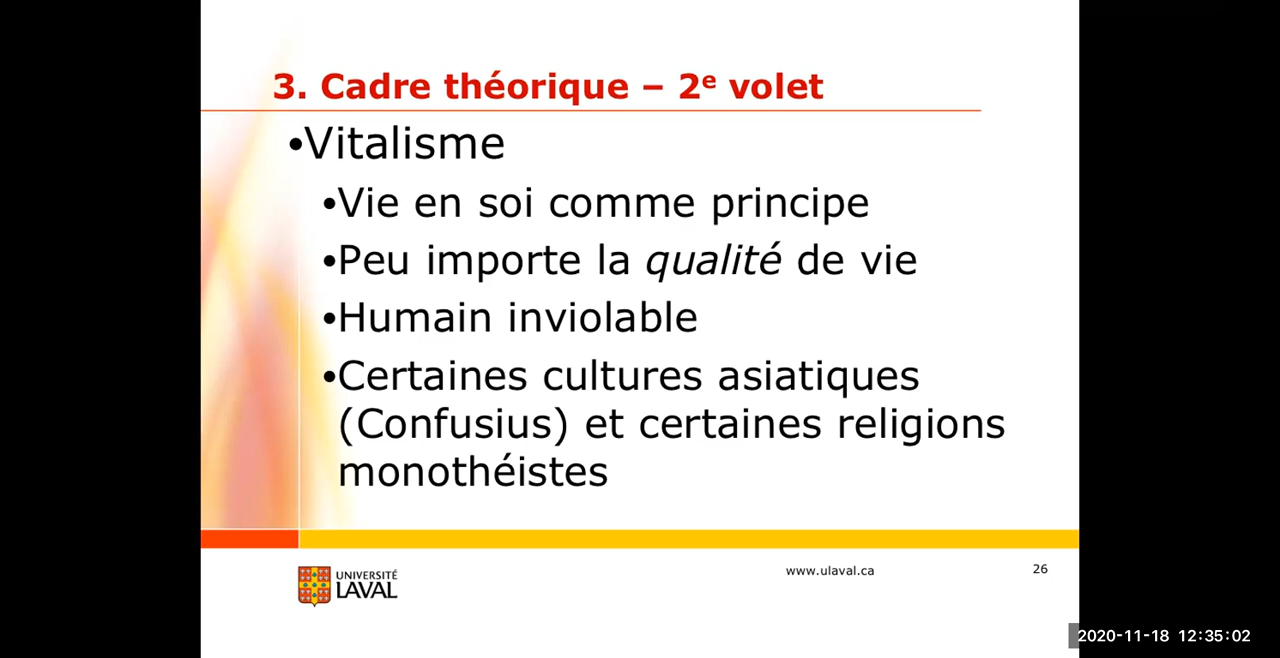 3. Cadre théorique – 2e volet
•Vitalisme
•Vie en soi comme principe
•Peu importe la qualité de vie
•Humain inviolable
•Certaines cultures asiatiques
(Confusius) et certaines religions
monothéistes
UNIVERSITÉ
LAVAL
www.ulaval.ca
26
2020-11-18 12:35:02